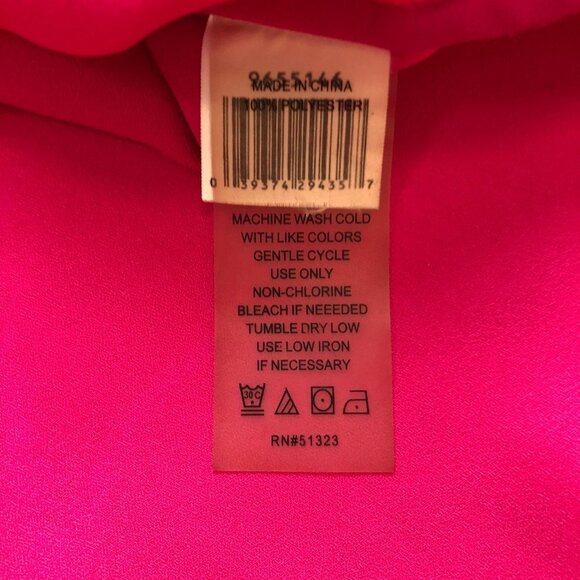 9655146
MADE IN CHINA
100% POLYESTER
0 39374 29435 7
MACHINE WASH COLD
WITH LIKE COLORS
GENTLE CYCLE
USE ONLY
NON-CHLORINE
BLEACH IF NEEEDED
TUMBLE DRY LOW
USE LOW IRON
IF NECESSARY
30 C
RN#51323